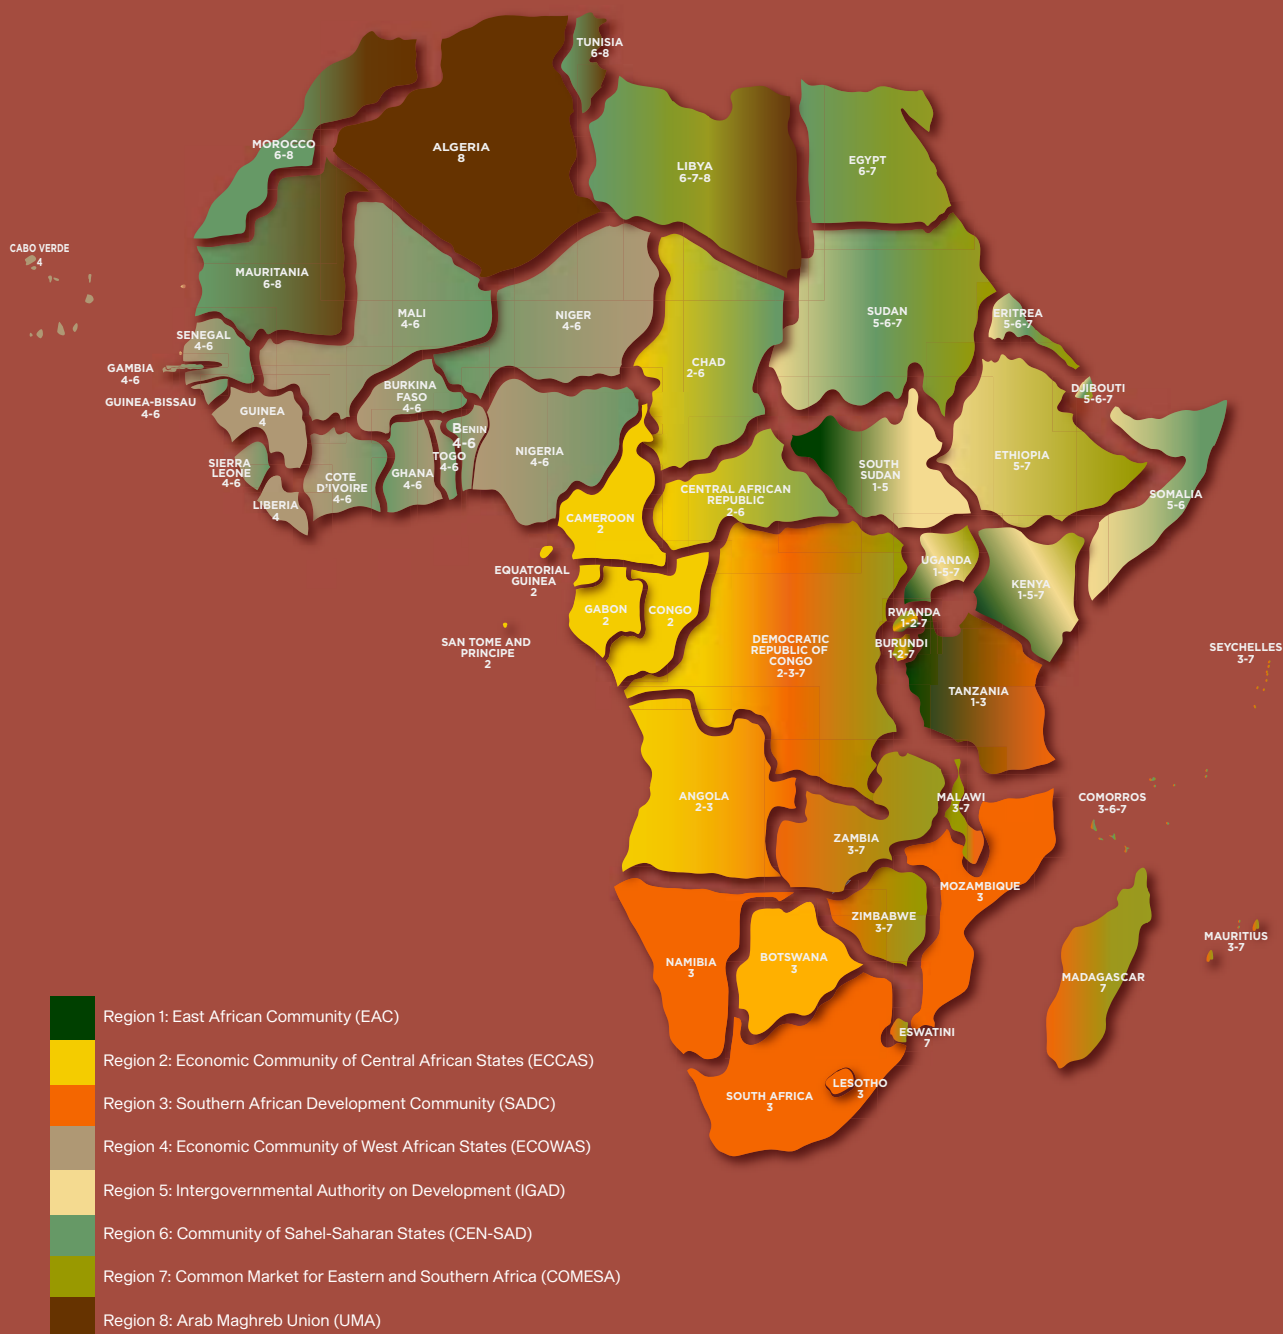 TUNISIA
6-8
MOROCCO
6-8
ALGERIA
8
LIBYA
6-7-8
EGYPT
6-7
CABO VERDE
4
MAURITANIA
6-8
MALI
4-6
NIGER
4-6
CHAD
2-6
SUDAN
5-6-7
ERITREA
5-6-7
SENEGAL
4-6
GAMBIA
4-6
GUINEA-BISSAU
4-6
GUINEA
4
BURKINA
FASO
4-6
BENIN
4-6
TOGO
4-6
DJIBOUTI
5-6-7
SIERRA
LEONE
4-6
LIBERIA
4
COTE
D'IVOIRE
4-6
GHANA
4-6
NIGERIA
4-6
SOUTH
SUDAN
1-5
ETHIOPIA
5-7
SOMALIA
5-6
CENTRAL AFRICAN
REPUBLIC
2-6
CAMEROON
2
EQUATORIAL
GUINEA
2
GABON
2
CONGO
2
UGANDA
1-5-7
KENYA
1-5-7
RWANDA
1-2-7
BURUNDI
1-2-7
SAN TOME AND
PRINCIPE
2
DEMOCRATIC
REPUBLIC OF
CONGO
2-3-7
SEYCHELLES
3-7
TANZANIA
1-3
ANGOLA
2-3
ZAMBIA
3-7
MALAWI
3-7
COMORROS
3-6-7
MOZAMBIQUE
3
ZIMBABWE
3-7
MAURITIUS
3-7
NAMIBIA
3
BOTSWANA
3
MADAGASCAR
7
ESWATINI
7
SOUTH AFRICA
3
LESOTHO
3
Region 1: East African Community (EAC)
Region 2: Economic Community of Central African States (ECCAS)
Region 3: Southern African Development Community (SADC)
Region 4: Economic Community of West African States (ECOWAS)
Region 5: Intergovernmental Authority on Development (IGAD)
Region 6: Community of Sahel-Saharan States (CEN-SAD)
Region 7: Common Market for Eastern and Southern Africa (COMESA)
Region 8: Arab Maghreb Union (UMA)